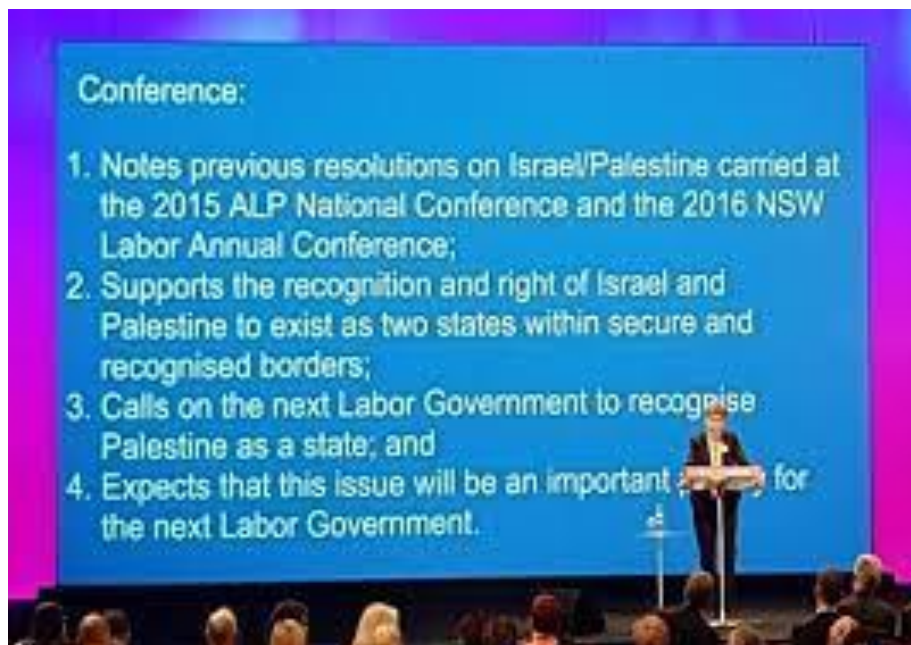 Conference:
1. Notes previous resolutions on Israel/Palestine carried at
the 2015 ALP National Conference and the 2016 NSW
Labor Annual Conference;
2. Supports the recognition and right of Israel and
Palestine to exist as two states within secure and
recognised borders;
3. Calls on the next Labor Government to recognise
Palestine as a state; and
4. Expects that this issue will be an important for
the next Labor Government.